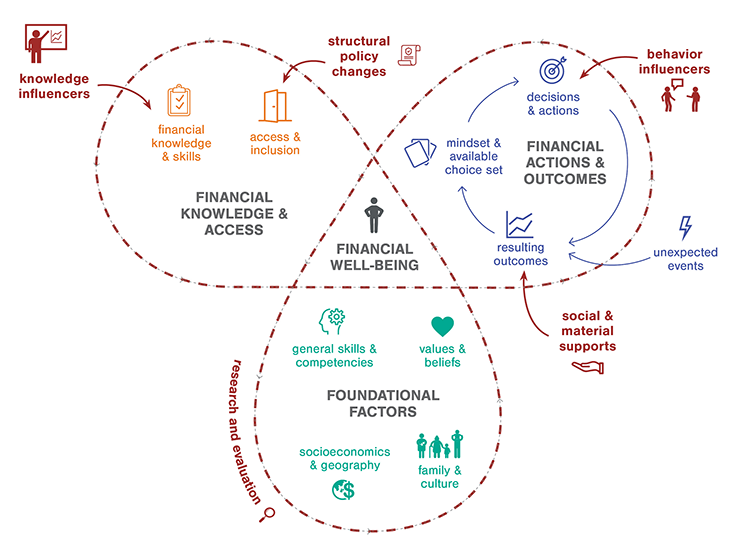 knowledge
influencers
structural
policy
changes
behavior
influencers
financial
knowledge
& skills
access &
inclusion
FINANCIAL
KNOWLEDGE &
ACCESS
decisions
& actions
mindset &
available
choice set
FINANCIAL
ACTIONS &
OUTCOMES
resulting
outcomes
unexpected
events
FINANCIAL
WELL-BEING
social &
material
supports
general skills &
competencies
values &
beliefs
FOUNDATIONAL
FACTORS
socioeconomics
& geography
$
family &
culture
research and evaluation